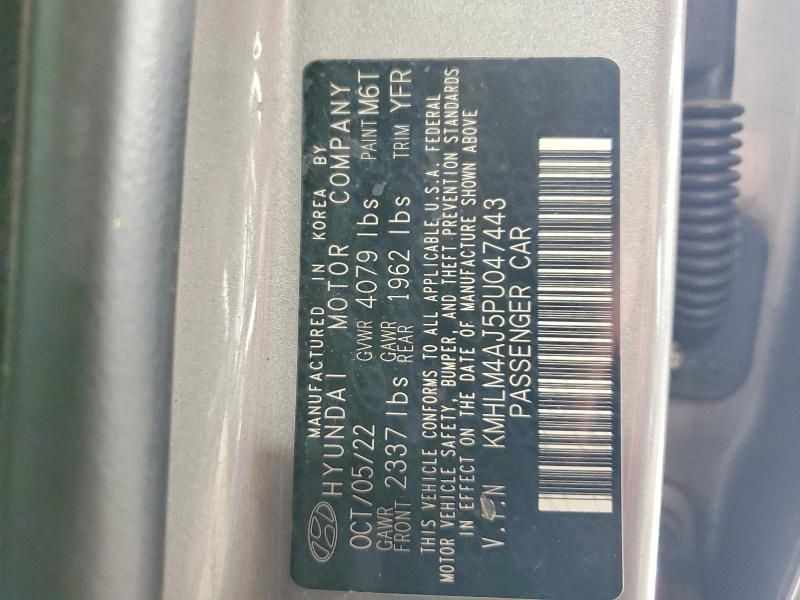 MANUFACTURED IN KOREA BY
HYUNDAI MOTOR COMPANY
OCT/05/22 GVWR 4079 lbs PAINT M6T
GAWR FRONT 2337 lbs GAWR REAR 1962 lbs TRIM YFR
THIS VEHICLE CONFORMS TO ALL APPLICABLE U.S.A. FEDERAL
MOTOR VEHICLE SAFETY, BUMPER, AND THEFT PREVENTION STANDARDS
IN EFFECT ON THE DATE OF MANUFACTURE SHOWN ABOVE
V.I.N KMHLM4AJ5PU047443
PASSENGER CAR